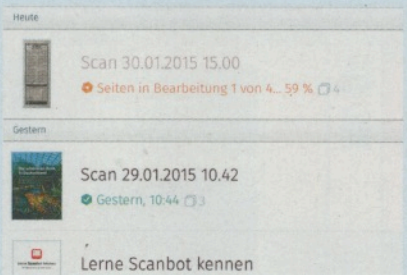 Heute
Scan 30.01.2015 15.00
Seiten in Bearbeitung 1 von 4... 59 % 4
Gestern
Scan 29.01.2015 10.42
Gestern, 10:44 3
Lerne Scanbot kennen